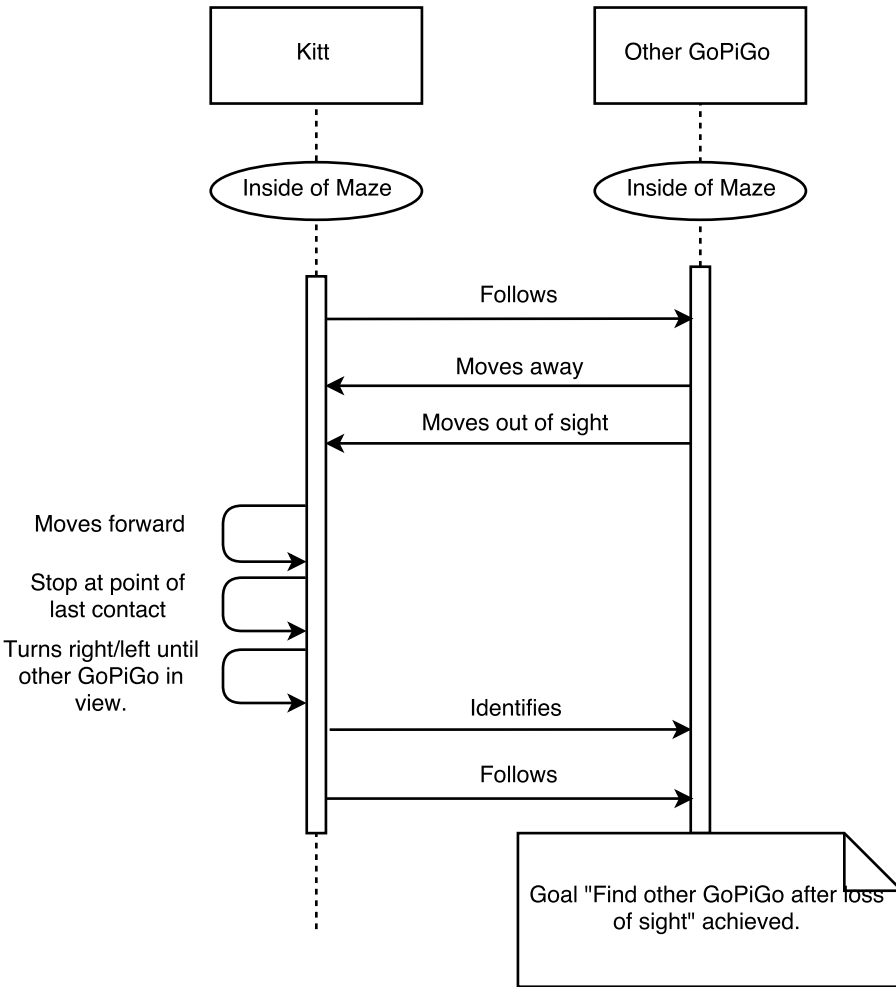 Kitt
Other GoPiGo
Inside of Maze
Inside of Maze
Follows
Moves away
Moves out of sight
Moves forward
Stop at point of
last contact
Turns right/left until
other GoPiGo in
view.
Identifies
Follows
Goal "Find other GoPiGo after loss
of sight" achieved.